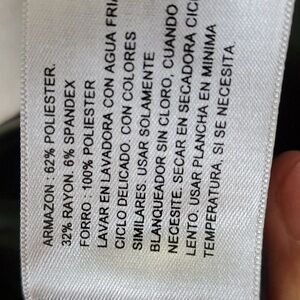 ARMAZON : 62% POLIESTER.
32% RAYON. 6% SPANDEX
FORRO : 100% POLIESTER
LAVAR EN LAVADORA CON AGUA FRIA
CICLO DELICADO. CON COLORES
SIMILARES. USAR SOLAMENTE
BLANQUEADOR SIN CLORO, CUANDO
NECESITE. SECAR EN SECADORA
LENTO. USAR PLANCHA EN MINIMA
TEMPERATURA, SI SE NECESITA.